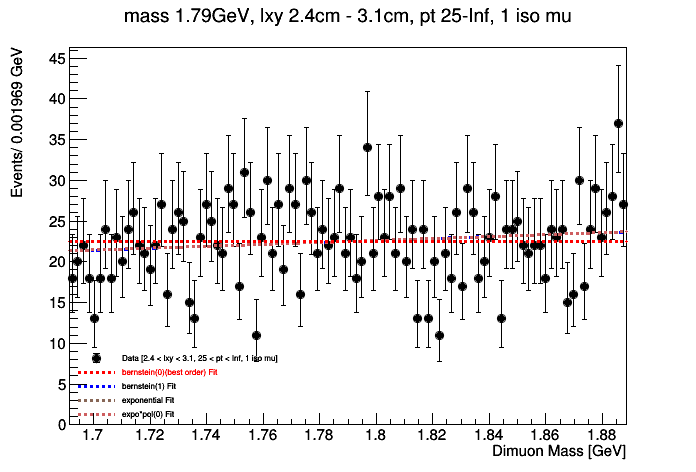 mass 1.79GeV, lxy 2.4cm - 3.1cm, pt 25-Inf, 1 iso mu
Events/ 0.001969 GeV
45
40
35
30
25
20
15
10
5
0
Data [2.4 < lxy < 3.1, 25 < pt < Inf, 1 iso mu]
bernstein(0)(best order) Fit
bernstein(1) Fit
exponential Fit
expo*pol(0) Fit
1.7 1.72 1.74 1.76 1.78 1.8 1.82 1.84 1.86 1.88
Dimuon Mass [GeV]